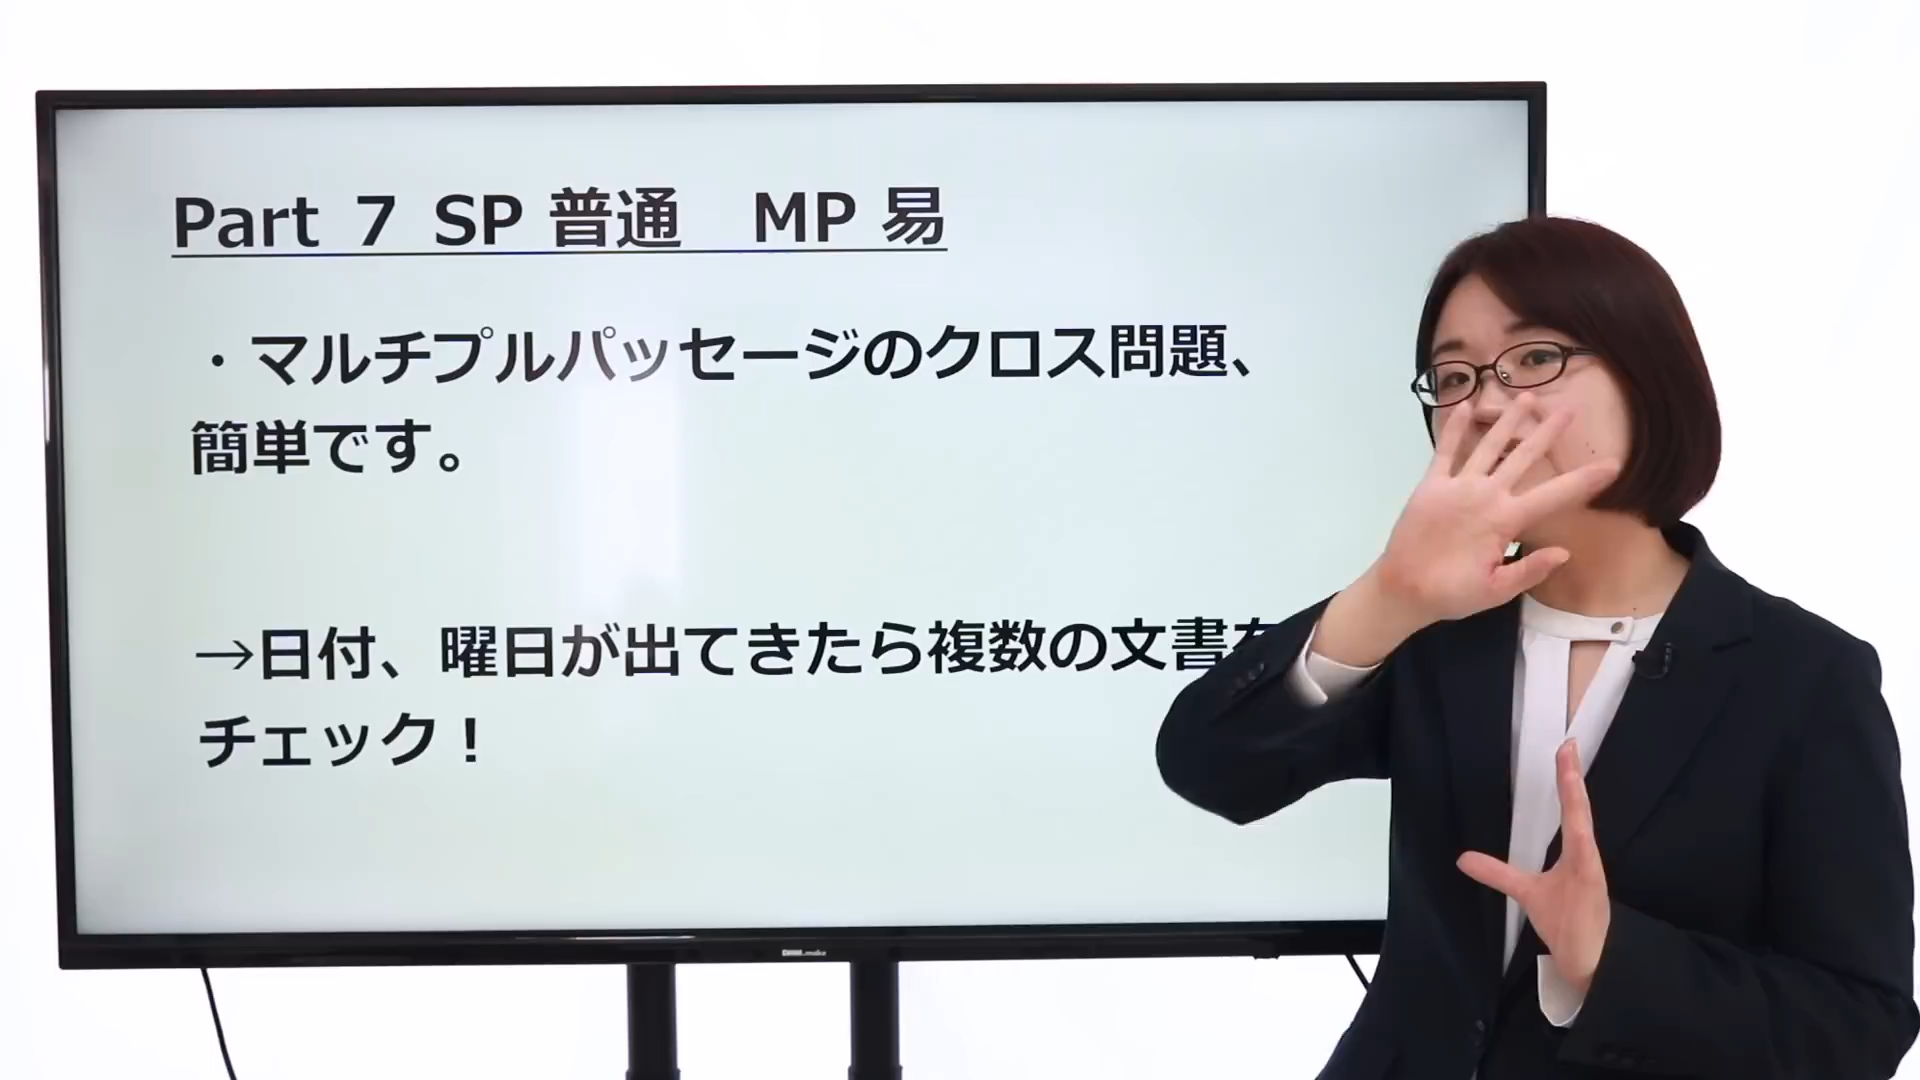 Part 7 SP 普通　MP 易
・マルチプルパッセージのクロス問題、
簡単です。
→日付、曜日が出てきたら複数の文書を
チェック！